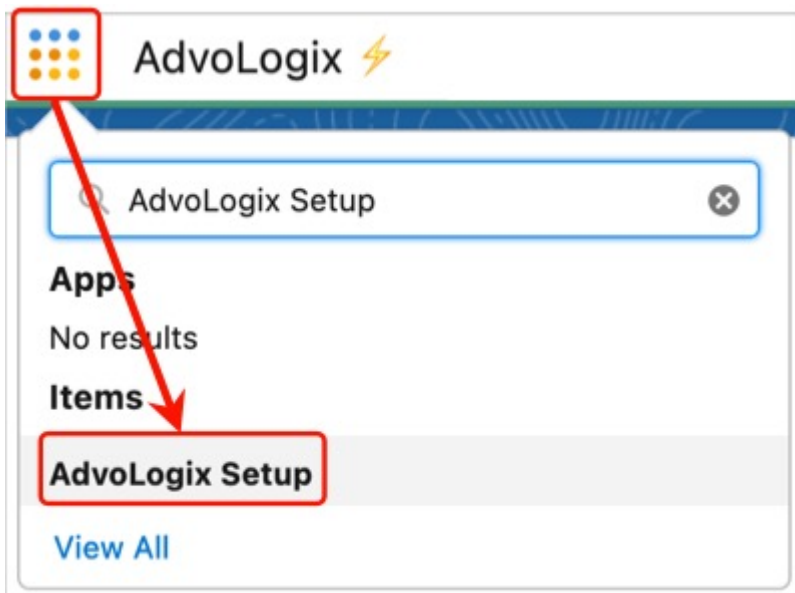 AdvoLogix ⚡
AdvoLogix Setup
Apps
No results
Items
AdvoLogix Setup
View All